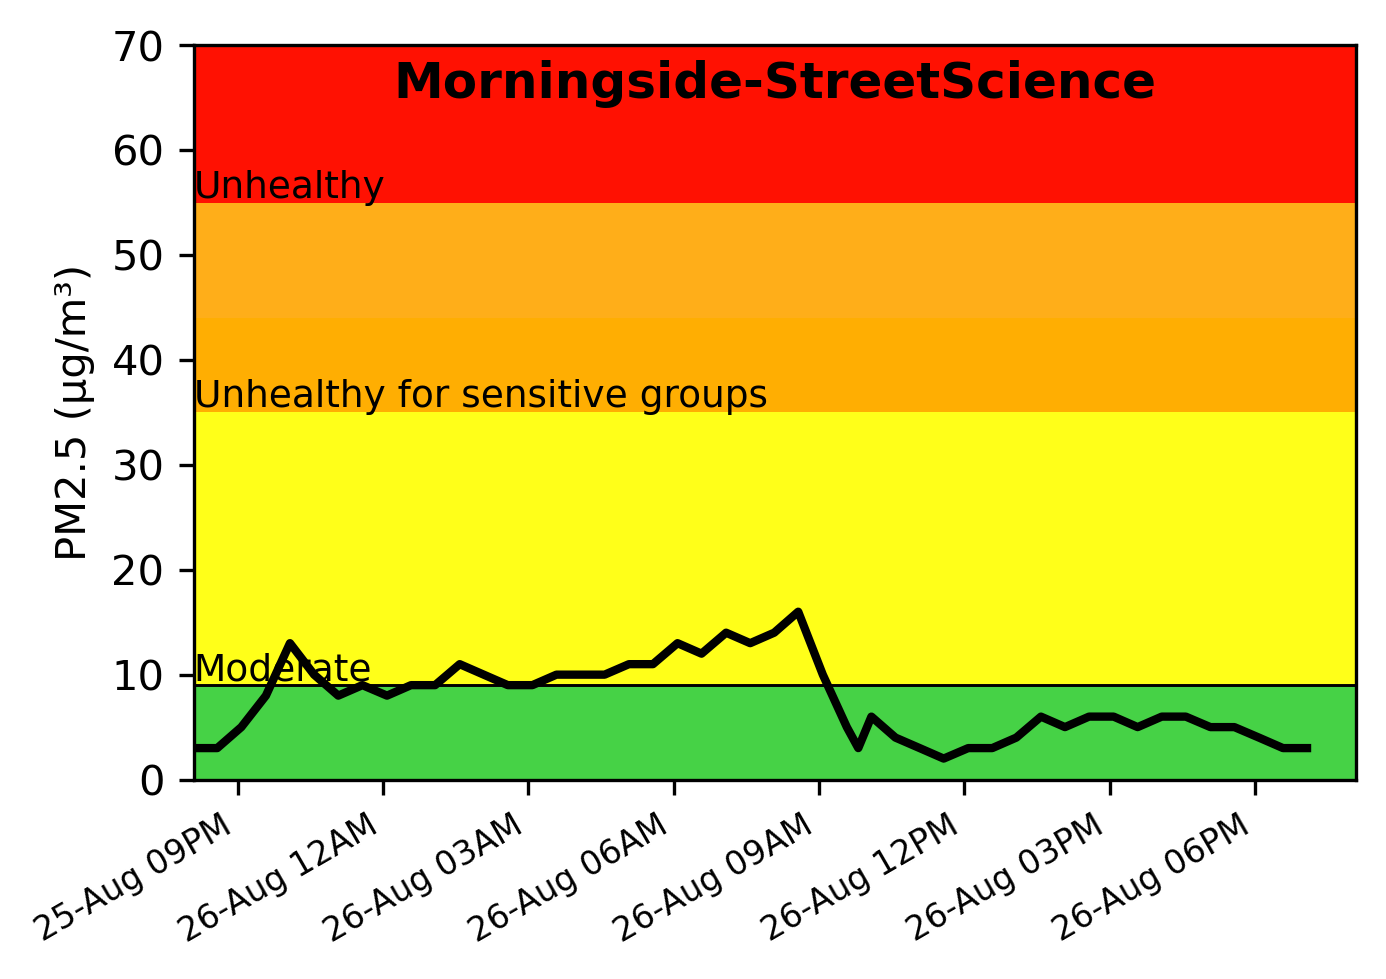 Morningside-StreetScience
70
60
50
40
30
20
10
0
PM2.5 (µg/m³)
Unhealthy
Unhealthy for sensitive groups
Moderate
25-Aug 09PM
26-Aug 12AM
26-Aug 03AM
26-Aug 06AM
26-Aug 09AM
26-Aug 12PM
26-Aug 03PM
26-Aug 06PM